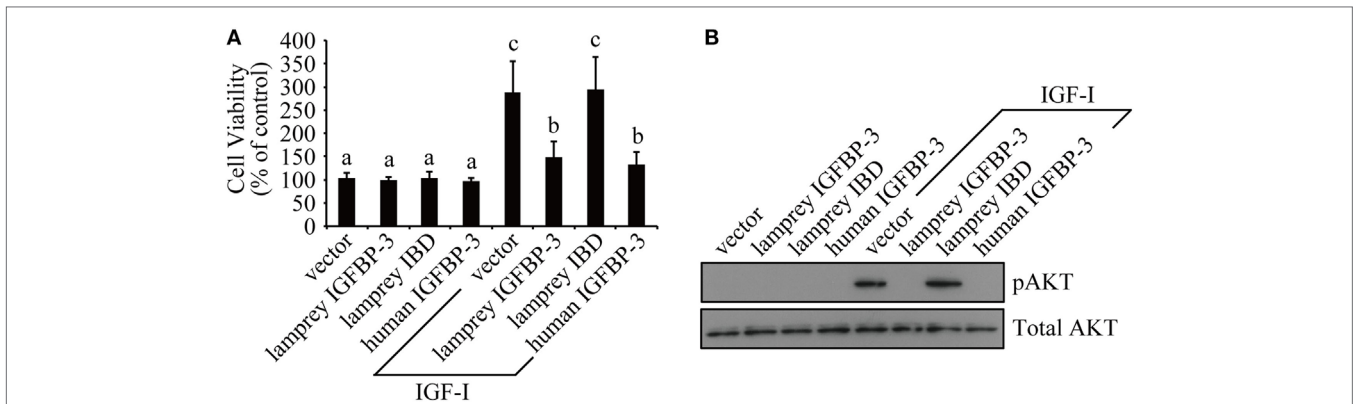 A
Cell Viability
(% of control)
400
350
300
250
200
150
100
50
0
a
a
a
a
c
b
c
b
vector
lamprey IGFBP-3
lamprey IBD
human IGFBP-3
vector
lamprey IGFBP-3
lamprey IBD
human IGFBP-3
IGF-I
B
IGF-I
vector
lamprey IGFBP-3
lamprey IBD
human IGFBP-3
vector
lamprey IGFBP-3
lamprey IBD
human IGFBP-3
pAKT
Total AKT